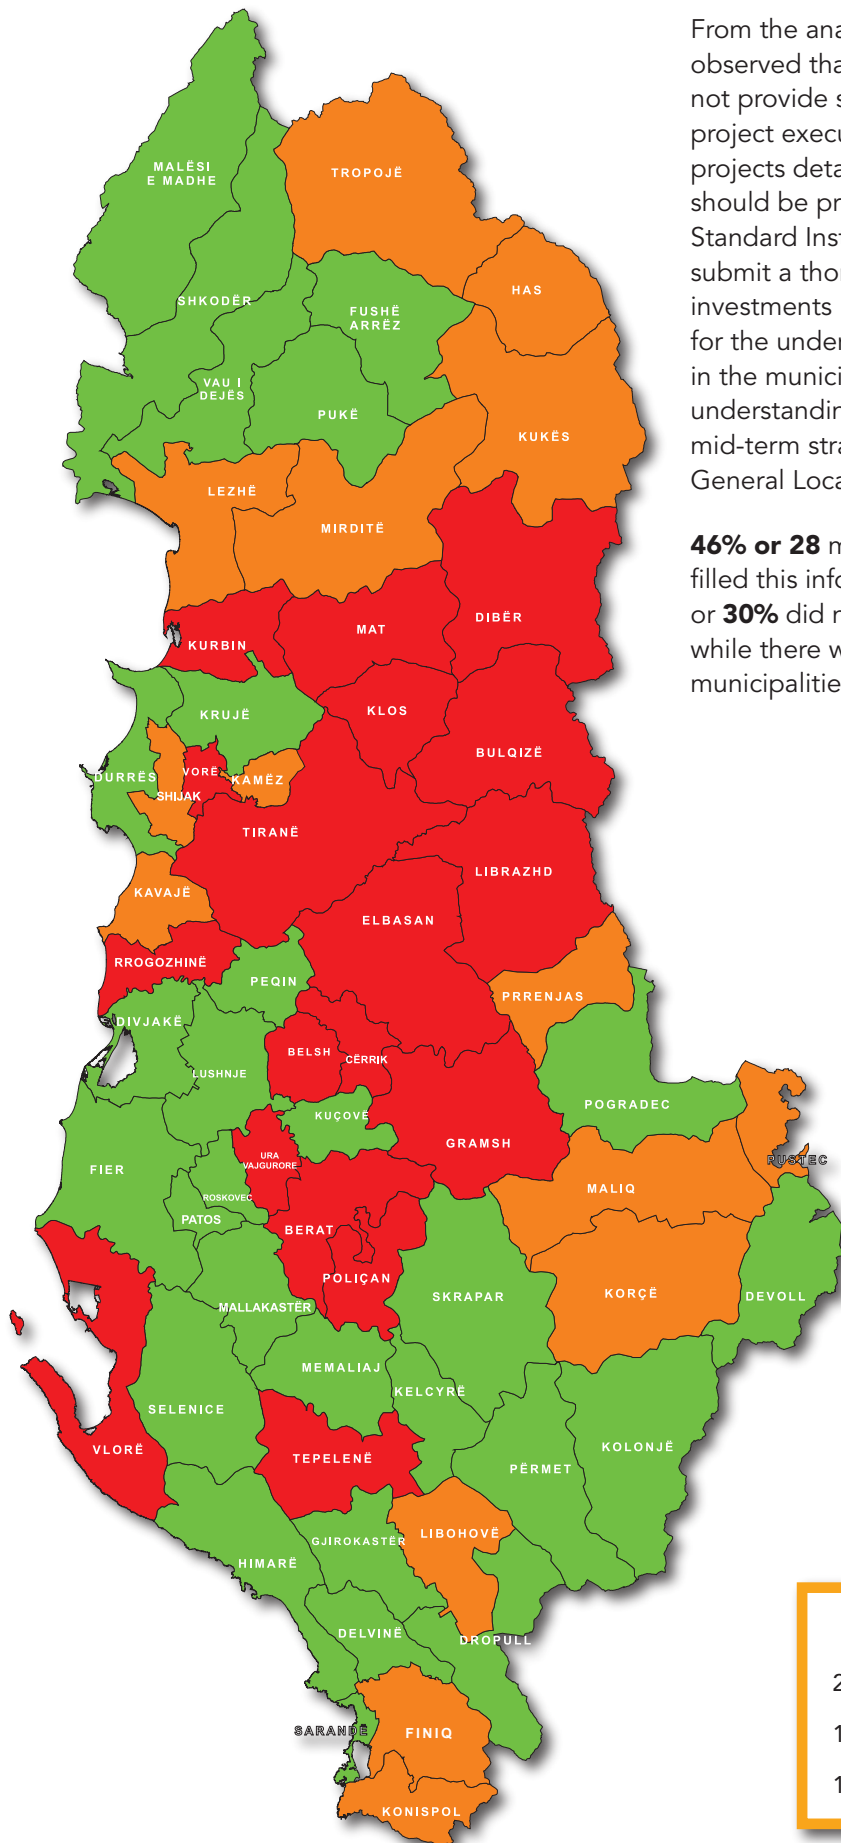 From the ana
observed tha
not provide s
project execu
projects deta
should be pr
Standard Inst
submit a thor
investments
for the under
in the munici
understandin
mid-term stra
General Loca
46% or 28 m
filled this info
or 30% did n
while there w
municipalitie
MALËSI
E MADHE
TROPOJË
HAS
SHKODËR
FUSHË
ARRËZ
VAU I
DEJËS
PUKË
KUKËS
LEZHË
MIRDITË
DIBËR
MAT
KURBIN
KRUJË
KLOS
BULQIZË
DURRËS
VORË
KAMËZ
SHIJAK
TIRANË
LIBRAZHD
KAVAJË
ELBASAN
RROGOZHINË
PEQIN
PRRENJAS
DIVJAKË
BELSH
CËRRIK
LUSHNJE
KUÇOVË
POGRADEC
GRAMSH
URA
VAJGURORE
PUSTEC
FIER
ROSKOVEC
MALIQ
PATOS
BERAT
POLIÇAN
SKRAPAR
KORÇË
DEVOLL
MALLAKASTËR
MEMALIAJ
KELCYRË
SELENICE
KOLONJË
VLORË
TEPELENË
PËRMET
LIBOHOVË
GJIROKASTËR
HIMARË
DELVINË
DROPULL
SARANDË
FINIQ
KONISPOL
2
1
1